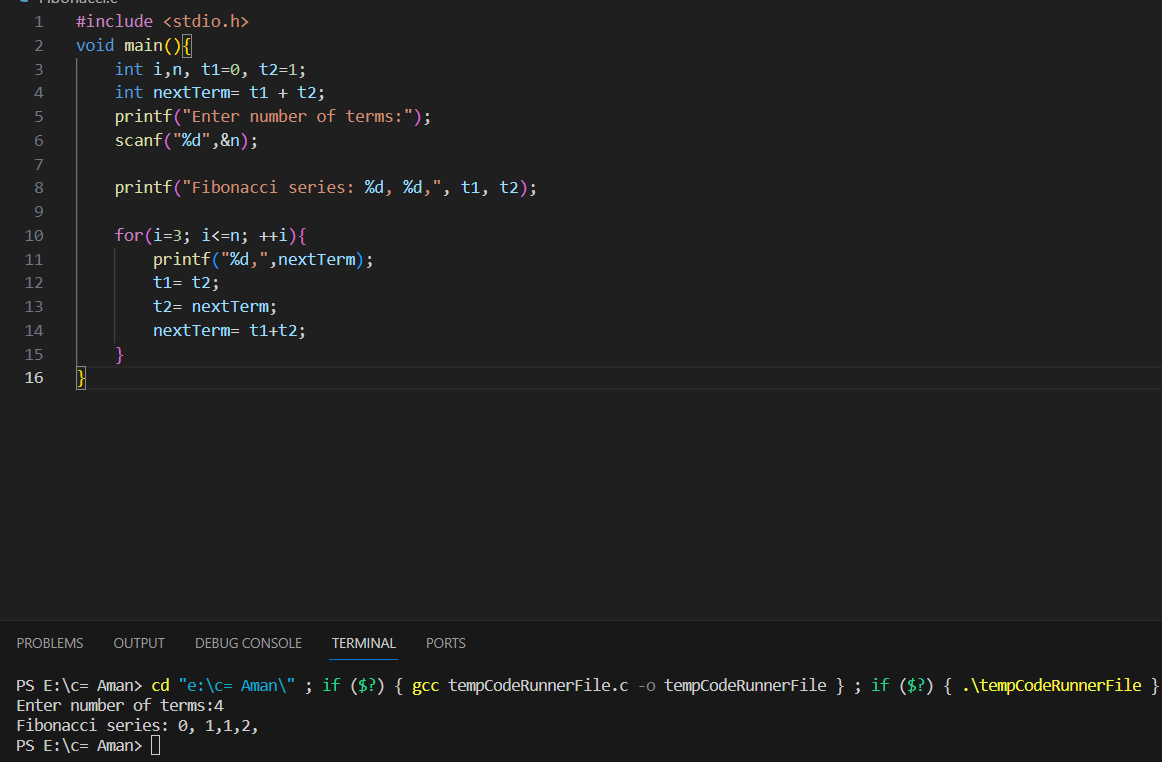 Fibonacci.c
1 #include <stdio.h>
2 void main(){
3 int i,n, t1=0, t2=1;
4 int nextTerm= t1 + t2;
5 printf("Enter number of terms:");
6 scanf("%d",&n);
7
8 printf("Fibonacci series: %d, %d,", t1, t2);
9
10 for(i=3; i<=n; ++i){
11 printf("%d,",nextTerm);
12 t1= t2;
13 t2= nextTerm;
14 nextTerm= t1+t2;
15 }
16 }
PROBLEMS OUTPUT DEBUG CONSOLE TERMINAL PORTS
PS E:\c= Aman> cd "e:\c= Aman\" ; if ($?) { gcc tempCodeRunnerFile.c -o tempCodeRunnerFile } ; if ($?) { .\tempCodeRunnerFile }
Enter number of terms:4
Fibonacci series: 0, 1,1,2,
PS E:\c= Aman>